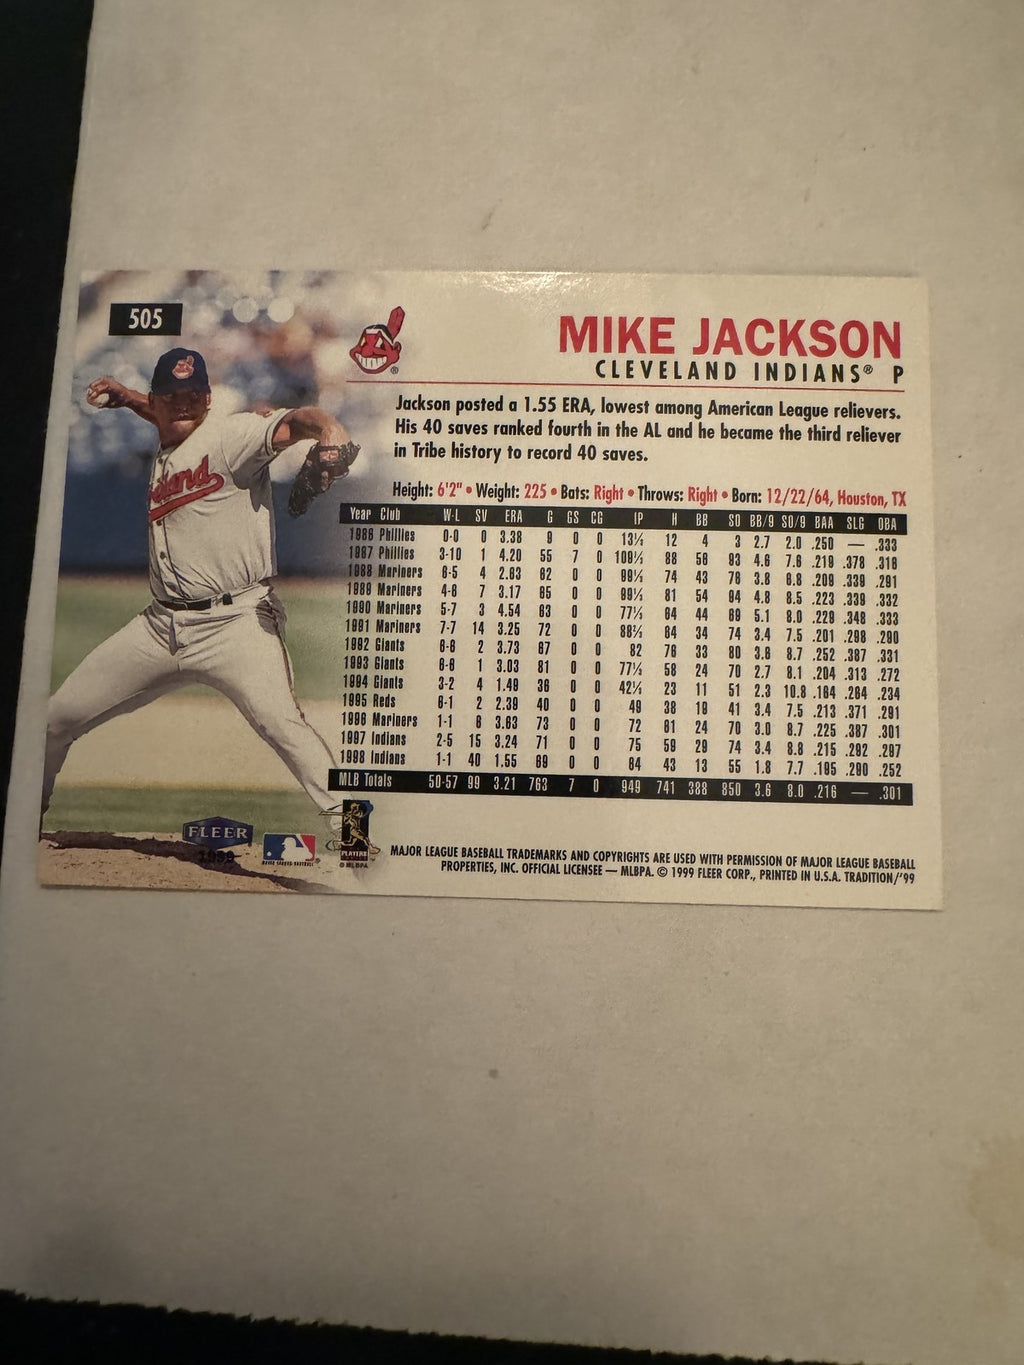 505
MIKE JACKSON
CLEVELAND INDIANS® P
Jackson posted a 1.55 ERA, lowest among American League relievers.
His 40 saves ranked fourth in the AL and he became the third reliever
in Tribe history to record 40 saves.
Height: 6'2" • Weight: 225 • Bats: Right • Throws: Right • Born: 12/22/64, Houston, TX
Year Club W-L SV ERA G GS CG IP H BB SO BB/9 SO/9 BAA SLG OBA
1986 Phillies 0-0 0 3.38 9 0 0 13⅓ 12 4 3 2.7 2.0 .250 — .333
1987 Phillies 3-10 1 4.20 55 7 0 109⅓ 88 56 93 4.6 7.6 .219 .378 .316
1988 Mariners 6-5 4 2.63 62 0 0 99⅓ 74 43 76 3.8 6.8 .209 .339 .291
1989 Mariners 4-6 7 3.17 65 0 0 99⅓ 81 54 94 4.8 8.5 .223 .338 .332
1990 Mariners 5-7 3 4.54 63 0 0 77⅓ 64 44 69 5.1 8.0 .229 .348 .333
1991 Mariners 7-7 14 3.25 72 0 0 88⅔ 64 34 74 3.4 7.5 .201 .298 .290
1992 Giants 6-6 2 3.73 67 0 0 82 76 33 80 3.6 8.7 .252 .387 .331
1993 Giants 6-6 1 3.03 81 0 0 77⅓ 58 24 70 2.7 8.1 .204 .313 .272
1994 Giants 3-2 4 1.49 36 0 0 42⅓ 23 11 51 2.3 10.8 .164 .264 .234
1995 Reds 6-1 2 2.39 40 0 0 49 38 19 41 3.4 7.5 .213 .371 .291
1996 Mariners 1-1 6 3.63 73 0 0 72 61 24 70 3.0 8.7 .225 .387 .301
1997 Indians 2-5 15 3.24 71 0 0 75 59 29 74 3.4 8.8 .215 .292 .297
1998 Indians 1-1 40 1.55 69 0 0 64 43 13 55 1.8 7.7 .195 .290 .252
MLB Totals 50-57 99 3.21 763 7 0 949 741 388 850 3.6 8.0 .216 — .301
FLEER
1999
PLAYERS
© MLBPA
MAJOR LEAGUE BASEBALL TRADEMARKS AND COPYRIGHTS ARE USED WITH PERMISSION OF MAJOR LEAGUE BASEBALL
PROPERTIES, INC. OFFICIAL LICENSEE — MLBPA. © 1999 FLEER CORP., PRINTED IN U.S.A. TRADITION/'99